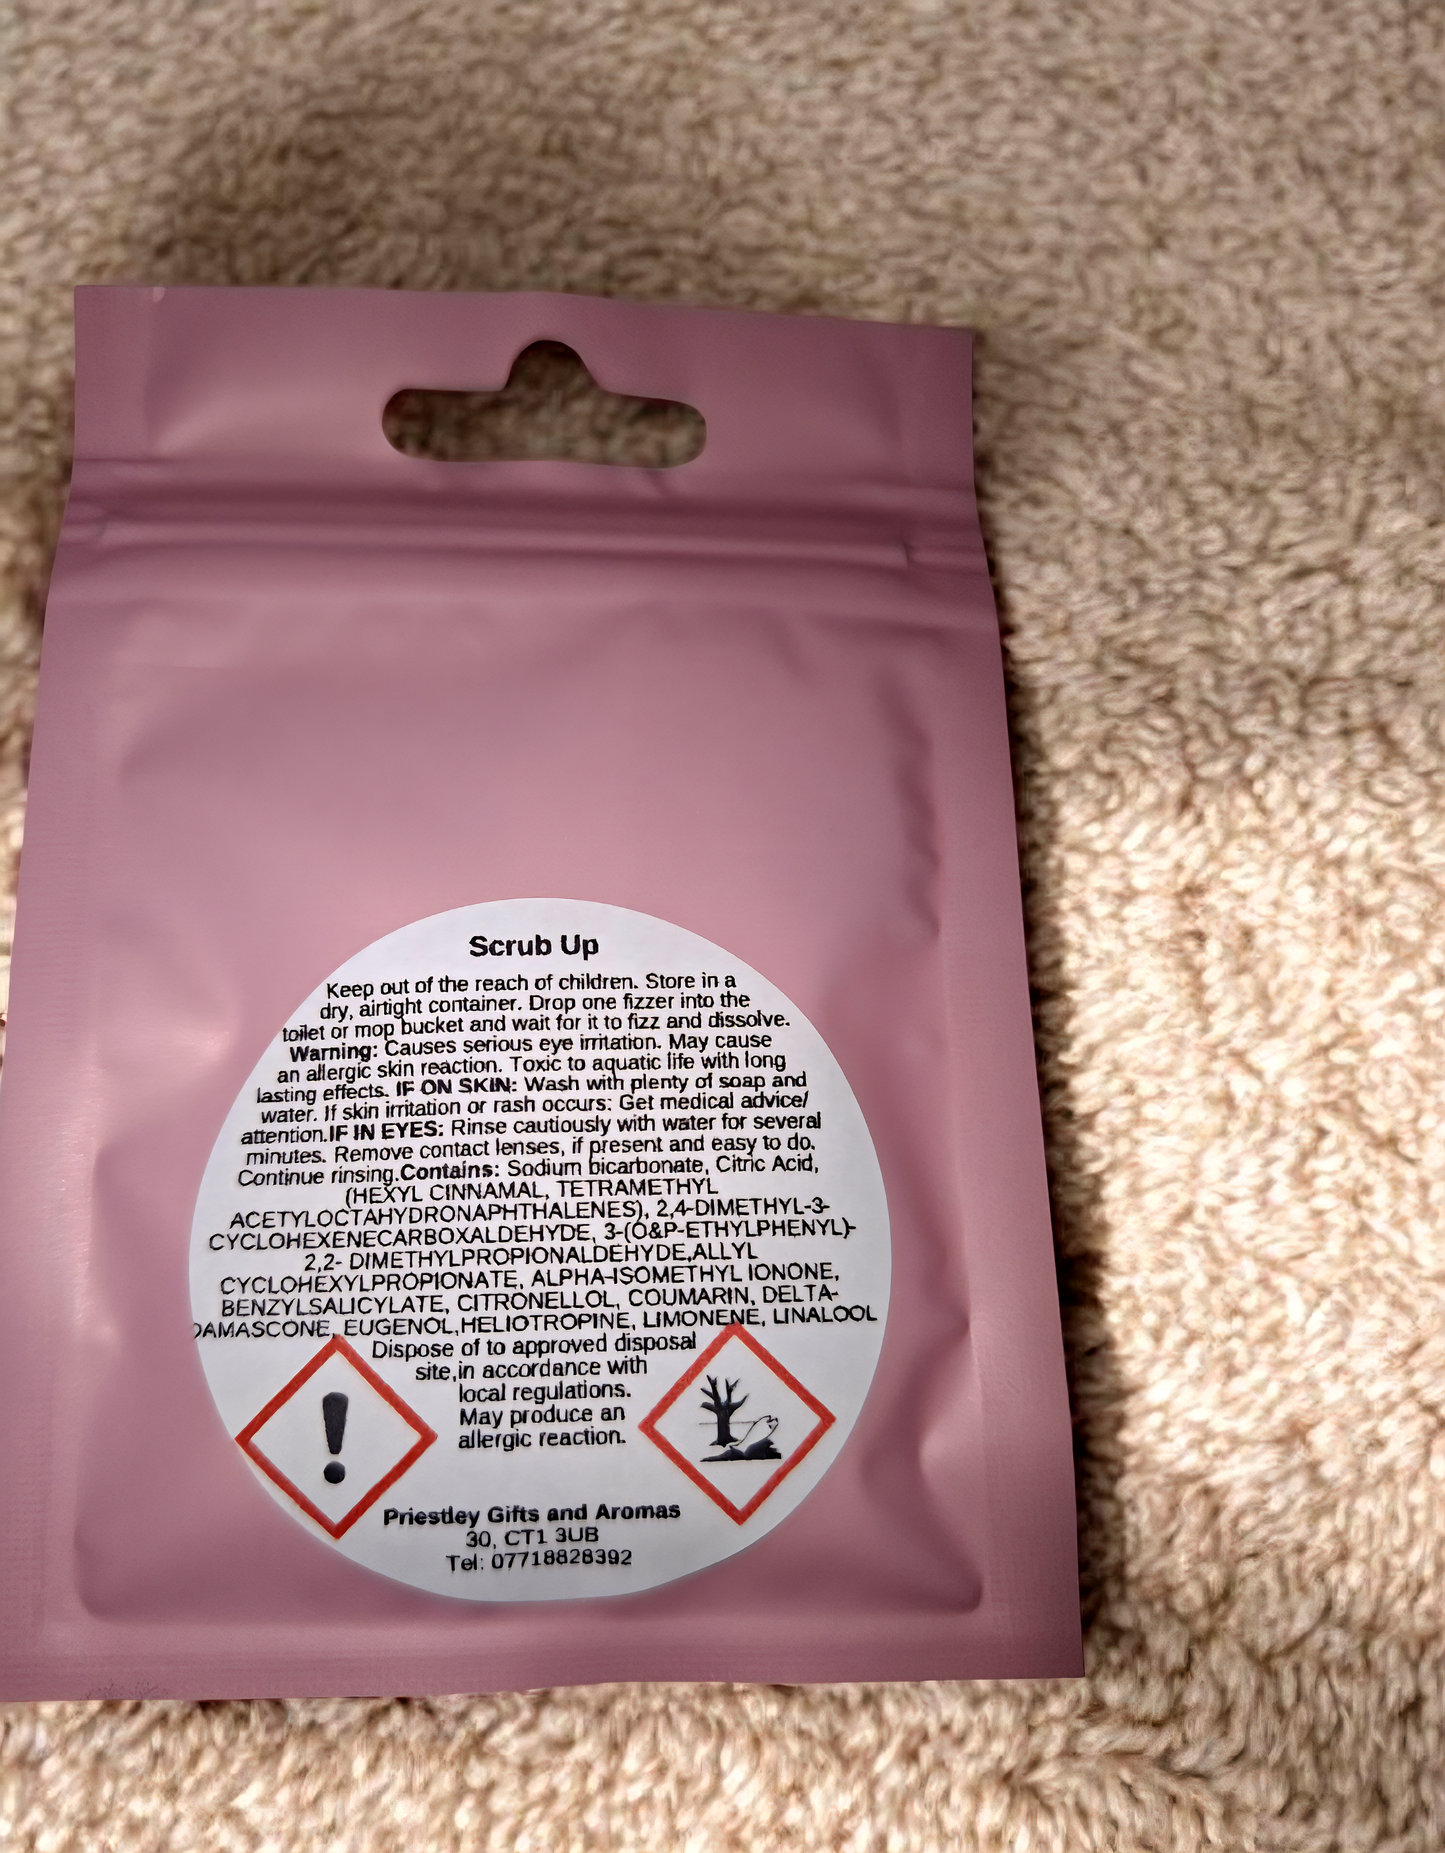 Scrub Up
Keep out of the reach of children. Store in a
dry, airtight container. Drop one fizzer into the
toilet or mop bucket and wait for it to fizz and dissolve.
Warning: Causes serious eye irritation. May cause
an allergic skin reaction. Toxic to aquatic life with long
lasting effects. IF ON SKIN: Wash with plenty of soap and
water. If skin irritation or rash occurs: Get medical advice/
attention.IF IN EYES: Rinse cautiously with water for several
minutes. Remove contact lenses, if present and easy to do.
Continue rinsing.Contains: Sodium bicarbonate, Citric Acid,
(HEXYL CINNAMAL, TETRAMETHYL
ACETYLOCTAHYDRONAPHTHALENES), 2,4-DIMETHYL-3-
CYCLOHEXENECARBOXALDEHYDE, 3-(O&P-ETHYLPHENYL)-
2,2- DIMETHYLPROPIONALDEHYDE,ALLYL
CYCLOHEXYLPROPIONATE, ALPHA-ISOMETHYL IONONE,
BENZYLSALICYLATE, CITRONELLOL, COUMARIN, DELTA-
DAMASCONE, EUGENOL,HELIOTROPINE, LIMONENE, LINALOOL
Dispose of to approved disposal
site,in accordance with
local regulations.
May produce an
allergic reaction.
Priestley Gifts and Aromas
30, CT1 3UB
Tel: 07718828392